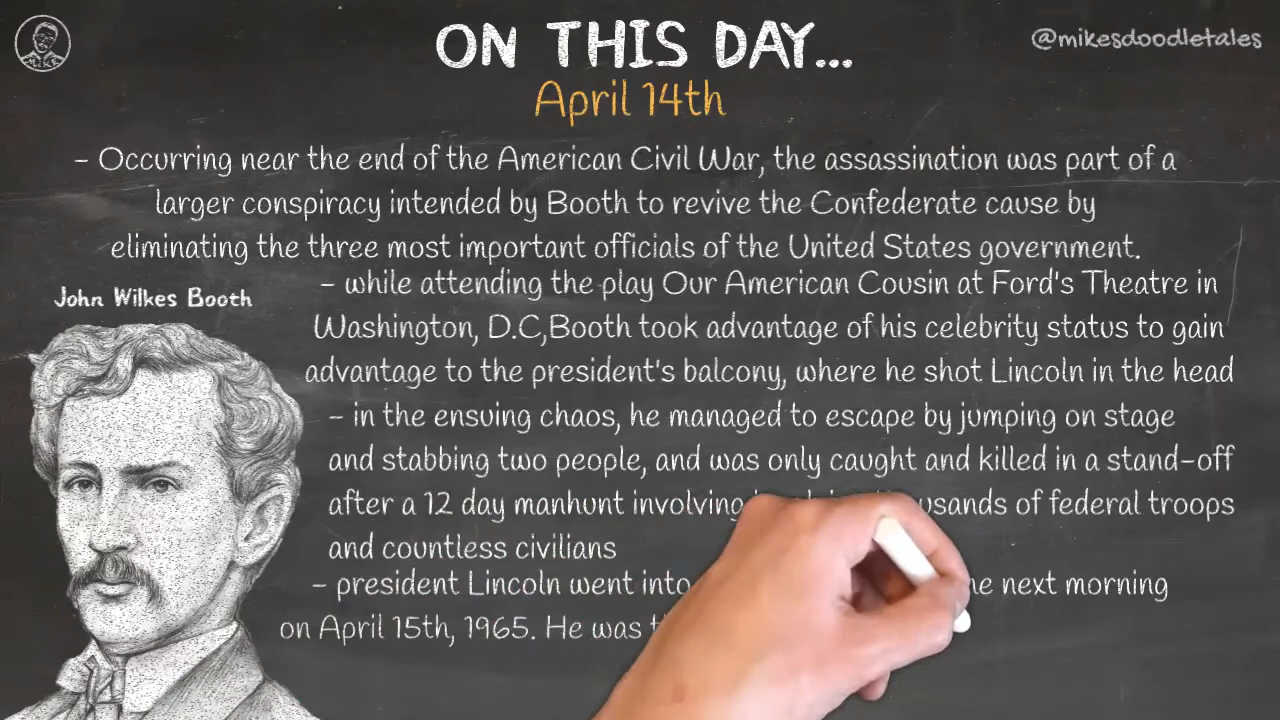 ON THIS DAY...
@mikesdoodletales
MIKE
April 14th
- Occurring near the end of the American Civil War, the assassination was part of a
larger conspiracy intended by Booth to revive the Confederate cause by
eliminating the three most important officials of the United States government.
John Wilkes Booth
- while attending the play Our American Cousin at Ford's Theatre in
Washington, D.C,Booth took advantage of his celebrity status to gain
advantage to the president's balcony, where he shot Lincoln in the head
- in the ensuing chaos, he managed to escape by jumping on stage
and stabbing two people, and was only caught and killed in a stand-off
after a 12 day manhunt involving of federal troops
and countless civilians
- president Lincoln went into next morning
on April 15th, 1965. He was